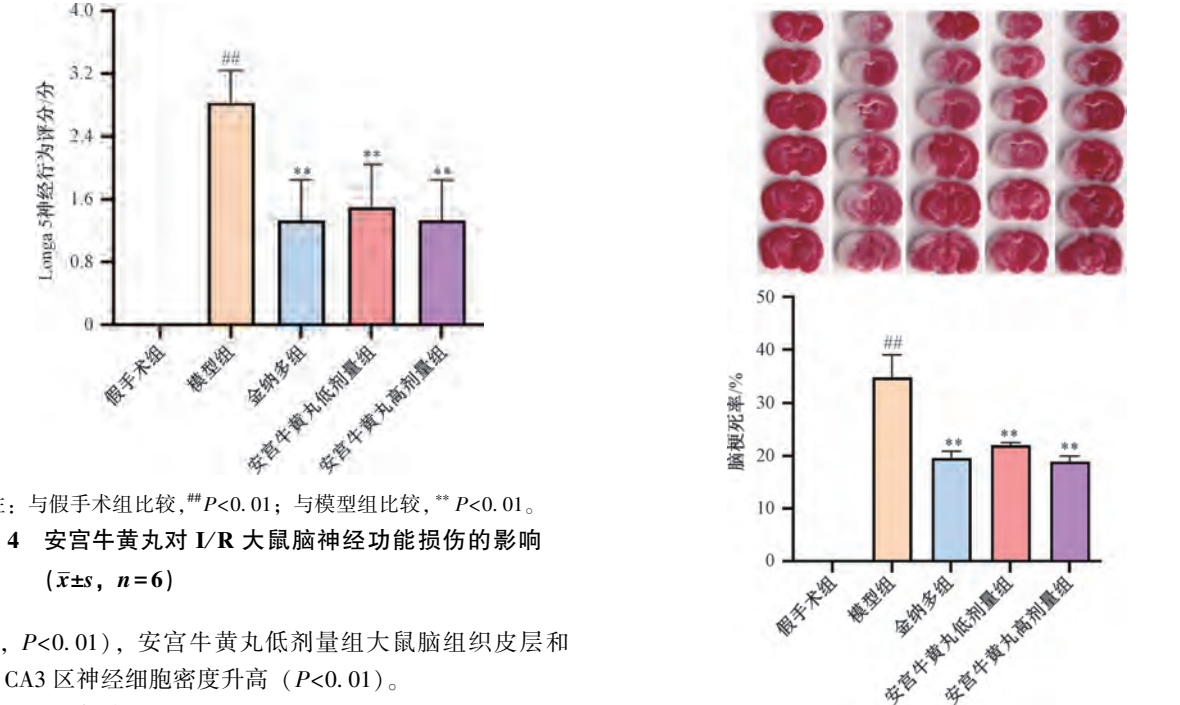 4.0
3.2
2.4
1.6
0.8
0
Longa 5神经行为评分/分
##
**
**
**
假手术组
模型组
金纳多组
安宫牛黄丸低剂量组
安宫牛黄丸高剂量组
：与假手术组比较，##P<0.01；与模型组比较，** P<0.01。
4 安宫牛黄丸对 I/R 大鼠脑神经功能损伤的影响
(x̄±s，n=6)
，P<0.01），安宫牛黄丸低剂量组大鼠脑组织皮层和
CA3 区神经细胞密度升高（P<0.01）。
50
40
30
20
10
0
脑梗死率/%
##
**
**
**
假手术组
模型组
金纳多组
安宫牛黄丸低剂量组
安宫牛黄丸高剂量组